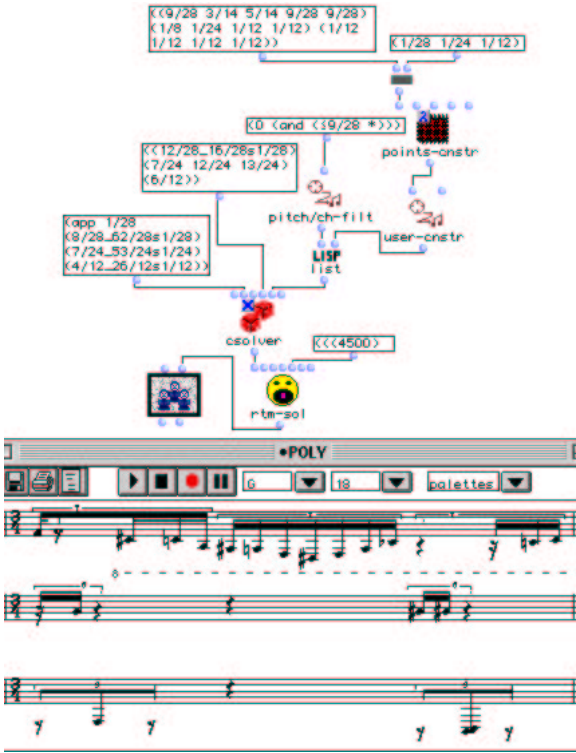 ((9/28 3/14 5/14 9/28 9/28)
(1/8 1/24 1/12 1/12) (1/12
1/12 1/12 1/12))
(1/28 1/24 1/12)
(0 (and (≤9/28 *)))
points-cnstr
((12/28_16/28s1/28)
(7/24 12/24 13/24)
(6/12))
pitch/ch-filt
user-cnstr
(app 1/28
(8/28_62/28s1/28)
(7/24_53/24s1/24)
(4/12_26/12s1/12))
LISP
list
csolver
(((4500)
rtm-sol
•POLY
G
18
palettes